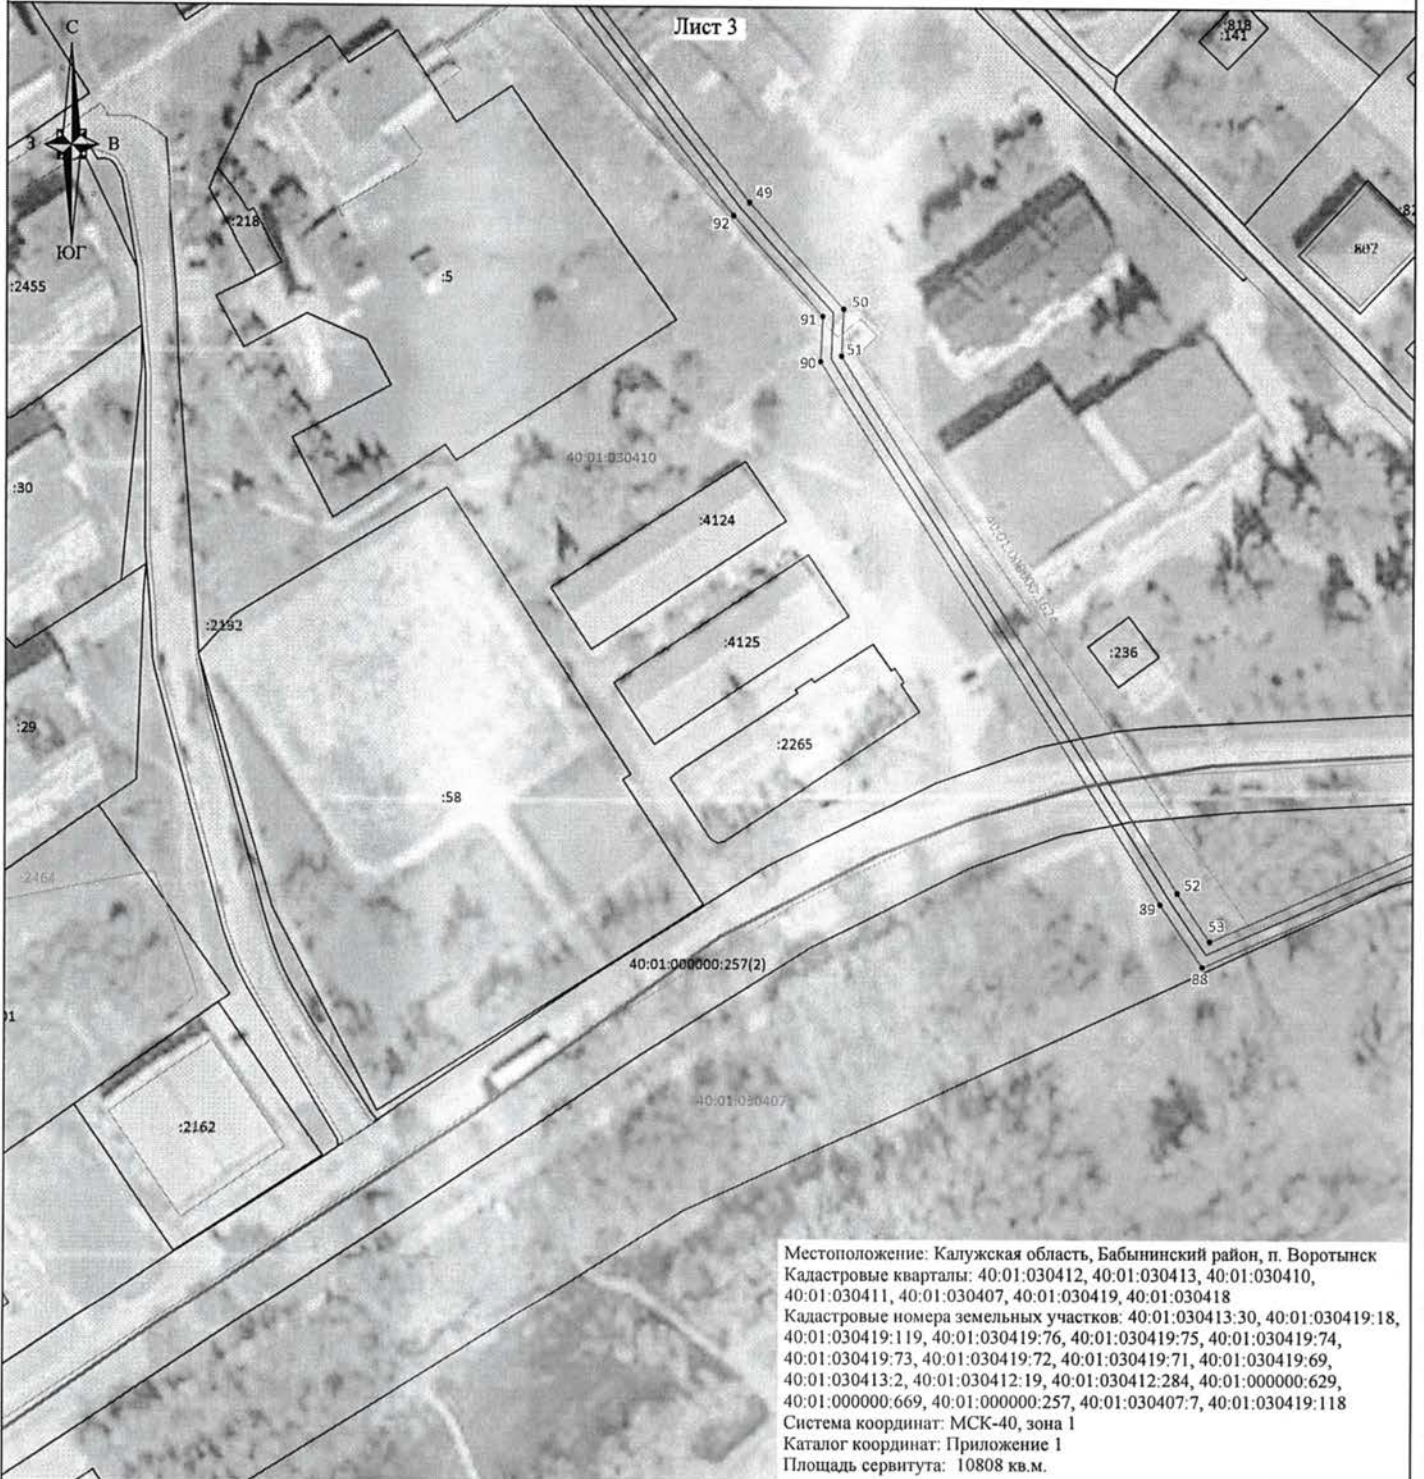 Лист 3
С
:818
:141
З
В
49
92
:218
ЮГ
807
:5
:2455
50
91
51
90
40:01:030410
:30
:4124
:2132
:4125
:236
:29
:2265
:58
:2464
52
89
53
40:01:000000:257(2)
88
40:01:030407
:2162
Местоположение: Калужская область, Бабынинский район, п. Воротынск
Кадастровые кварталы: 40:01:030412, 40:01:030413, 40:01:030410,
40:01:030411, 40:01:030407, 40:01:030419, 40:01:030418
Кадастровые номера земельных участков: 40:01:030413:30, 40:01:030419:18,
40:01:030419:119, 40:01:030419:76, 40:01:030419:75, 40:01:030419:74,
40:01:030419:73, 40:01:030419:72, 40:01:030419:71, 40:01:030419:69,
40:01:030413:2, 40:01:030412:19, 40:01:030412:284, 40:01:000000:629,
40:01:000000:669, 40:01:000000:257, 40:01:030407:7, 40:01:030419:118
Система координат: МСК-40, зона 1
Каталог координат: Приложение 1
Площадь сервитута: 10808 кв.м.